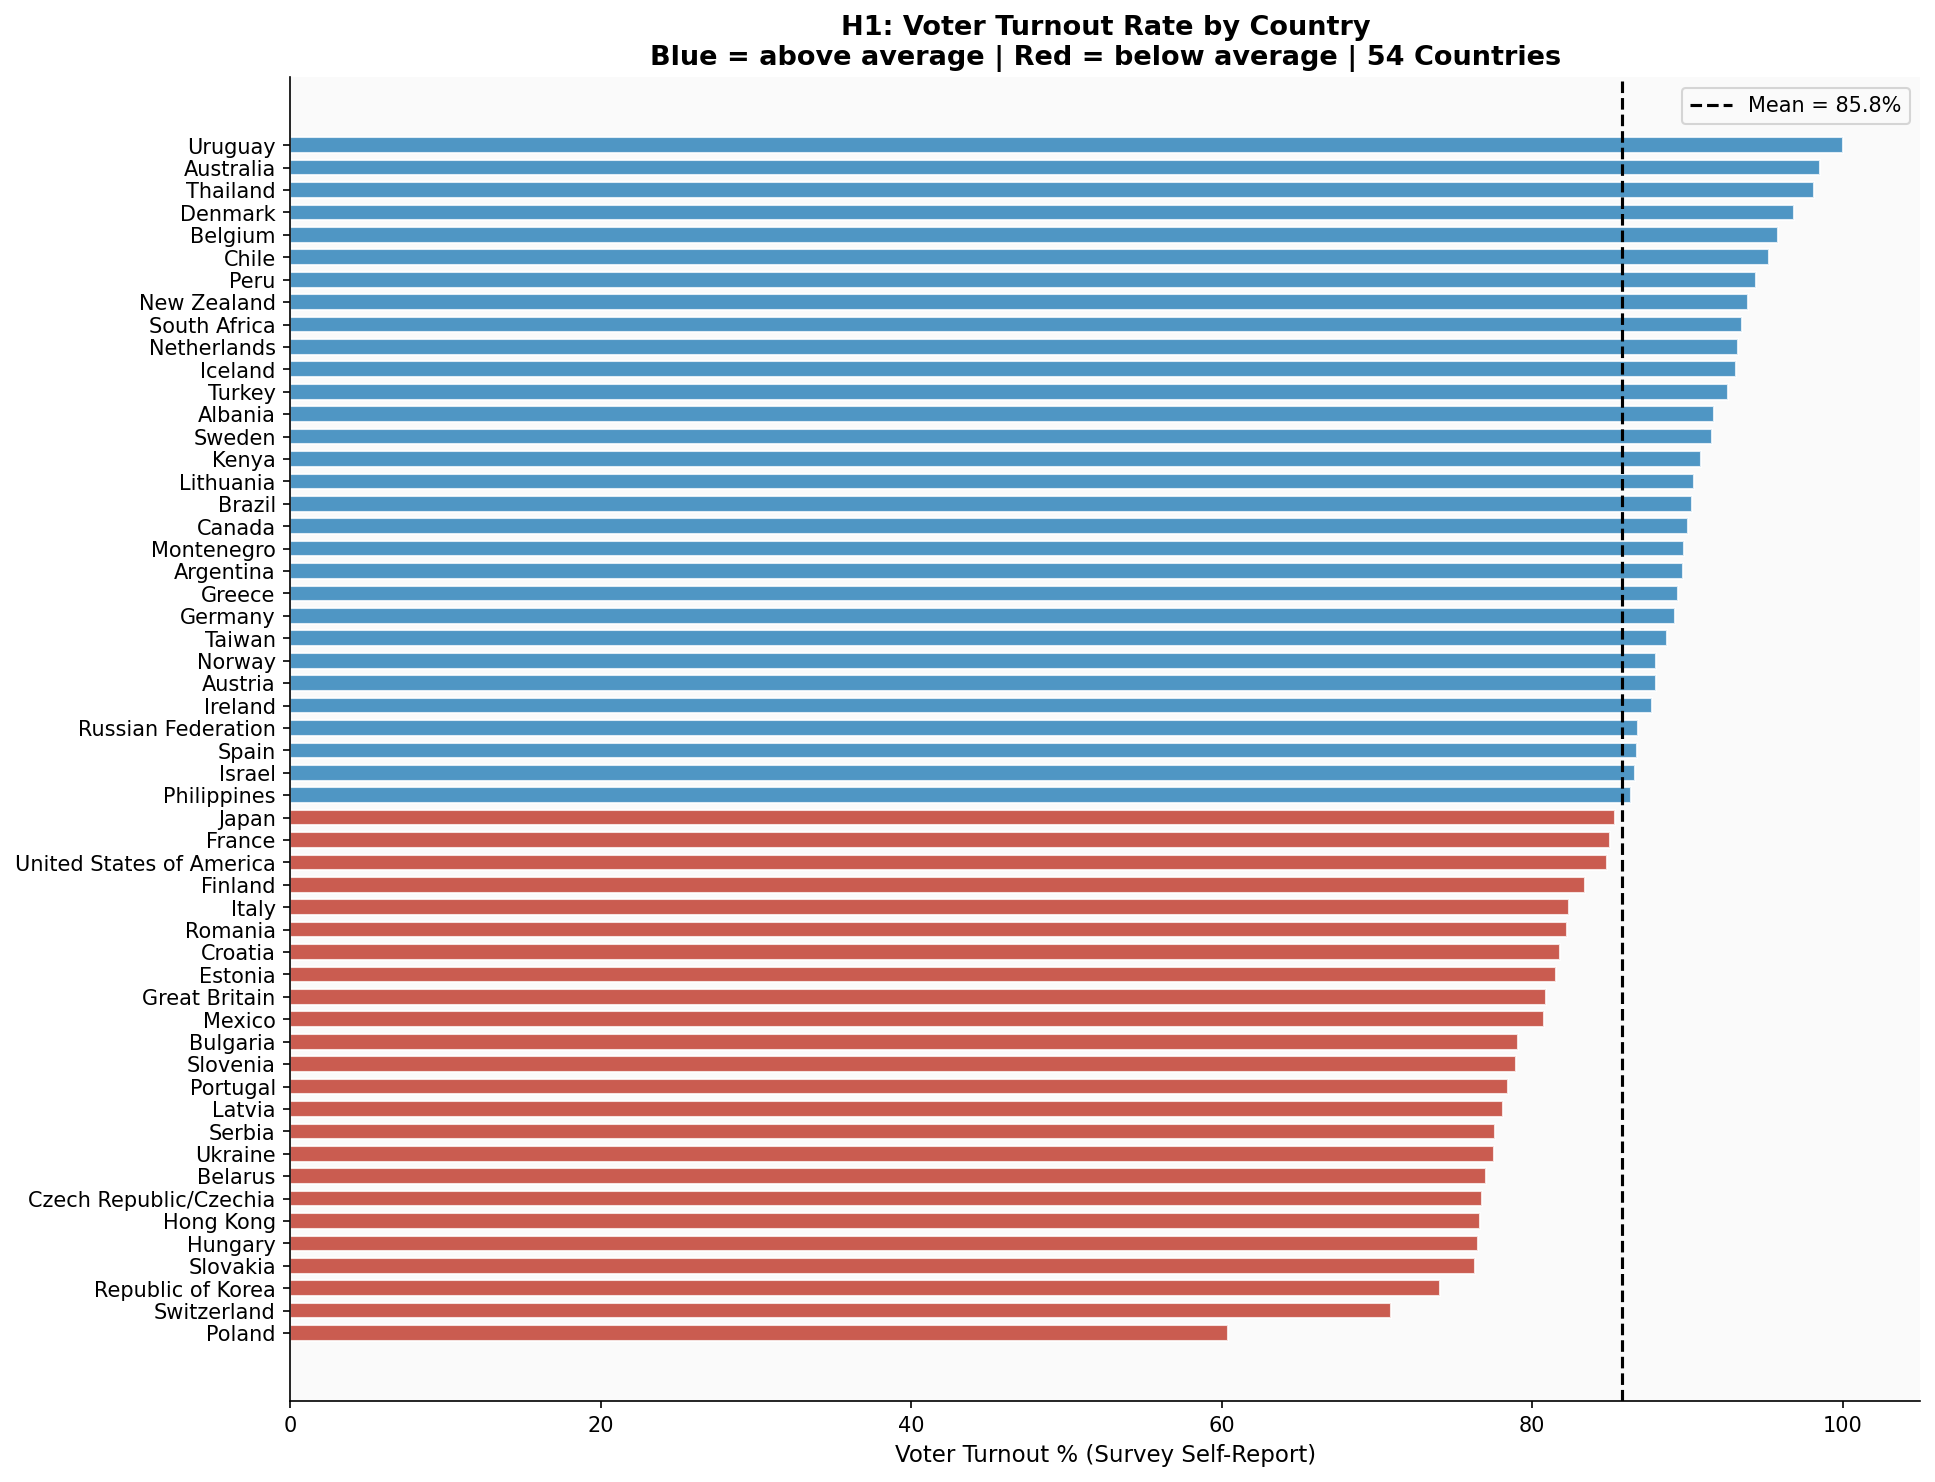 H1: Voter Turnout Rate by Country
Blue = above average | Red = below average | 54 Countries
Mean = 85.8%
Uruguay
Australia
Thailand
Denmark
Belgium
Chile
Peru
New Zealand
South Africa
Netherlands
Iceland
Turkey
Albania
Sweden
Kenya
Lithuania
Brazil
Canada
Montenegro
Argentina
Greece
Germany
Taiwan
Norway
Austria
Ireland
Russian Federation
Spain
Israel
Philippines
Japan
France
United States of America
Finland
Italy
Romania
Croatia
Estonia
Great Britain
Mexico
Bulgaria
Slovenia
Portugal
Latvia
Serbia
Ukraine
Belarus
Czech Republic/Czechia
Hong Kong
Hungary
Slovakia
Republic of Korea
Switzerland
Poland
0 20 40 60 80 100
Voter Turnout % (Survey Self-Report)